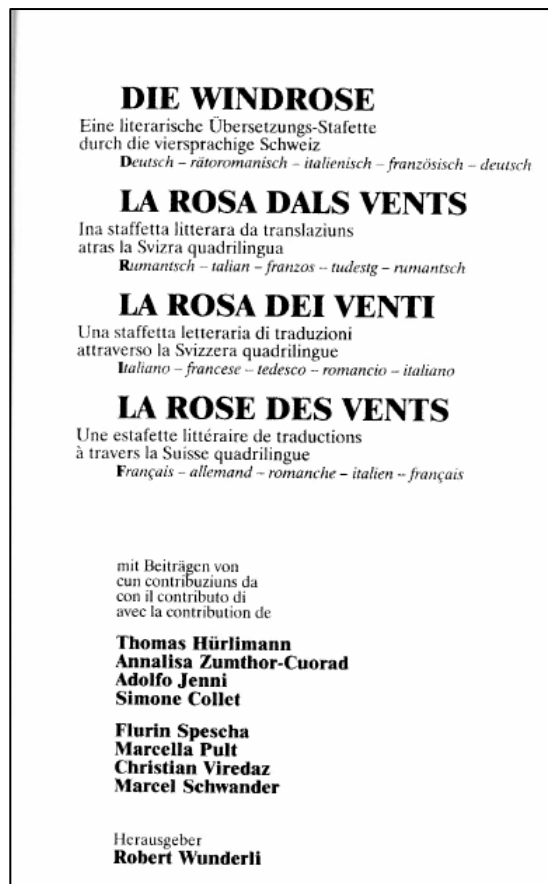 DIE WINDROSE
Eine literarische Übersetzungs-Stafette
durch die viersprachige Schweiz
Deutsch – rätoromanisch – italienisch – französisch – deutsch
LA ROSA DALS VENTS
Ina staffetta litterara da translaziuns
atras la Svizra quadrilingua
Rumantsch – talian – franzos – tudestg – rumantsch
LA ROSA DEI VENTI
Una staffetta letteraria di traduzioni
attraverso la Svizzera quadrilingue
Italiano – francese – tedesco – romancio – italiano
LA ROSE DES VENTS
Une estafette littéraire de traductions
à travers la Suisse quadrilingue
Français – allemand – romanche – italien – français
mit Beiträgen von
cun contribuziuns da
con il contributo di
avec la contribution de
Thomas Hürlimann
Annalisa Zumthor-Cuorad
Adolfo Jenni
Simone Collet
Flurin Spescha
Marcella Pult
Christian Viredaz
Marcel Schwander
Herausgeber
Robert Wunderli